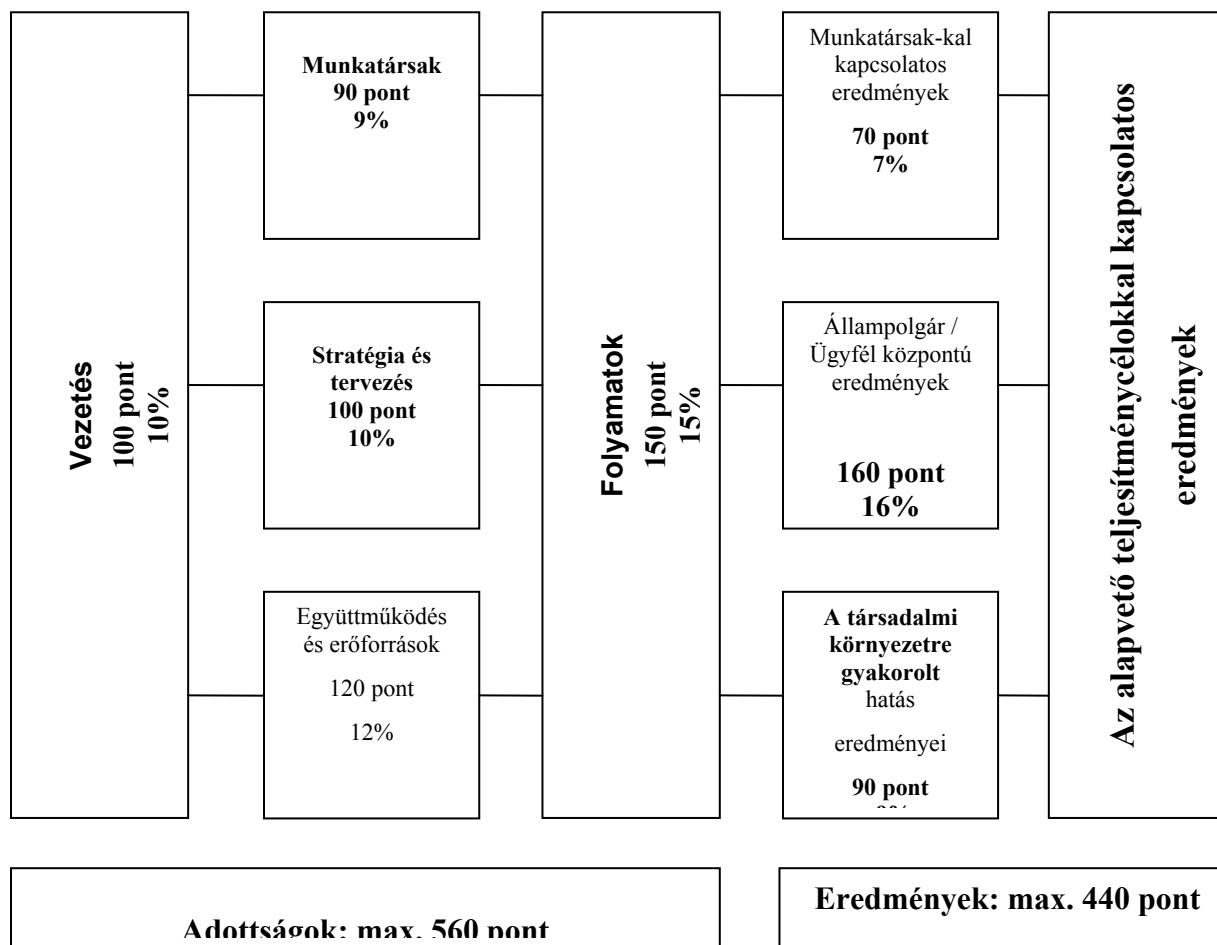 Vezetés
100 pont
10%
Munkatársak
90 pont
9%
Stratégia és
tervezés
100 pont
10%
Együttműködés
és erőforrások
120 pont
12%
Folyamatok
150 pont
15%
Munkatársak-kal
kapcsolatos
eredmények
70 pont
7%
Állampolgár /
Ügyfél központú
eredmények
160 pont
16%
A társadalmi
környezetre
gyakorolt
hatás
eredményei
90 pont
Az alapvető teljesítménycélokkal kapcsolatos
eredmények
Adottságok: max. 560 pont
Eredmények: max. 440 pont